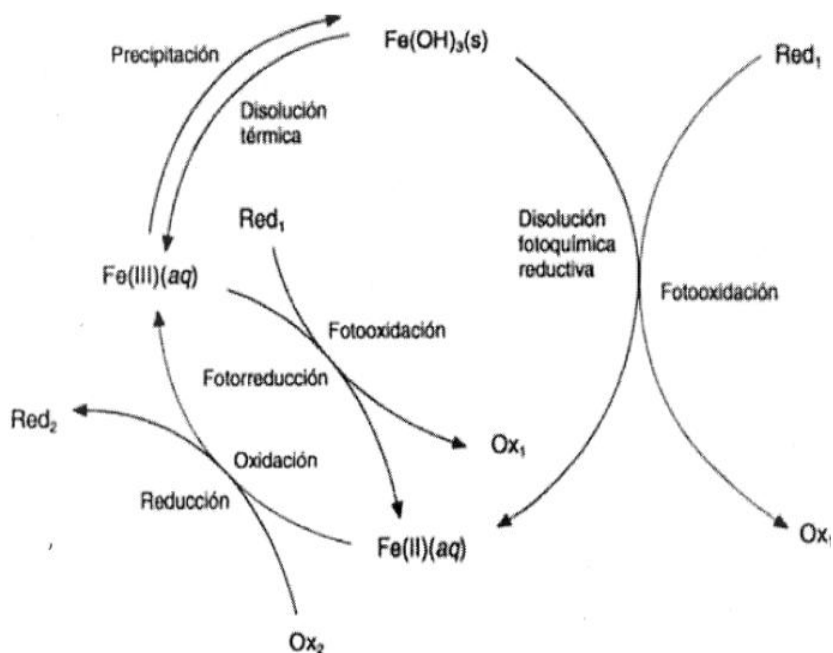 Precipitación
Fe(OH)₃(s)
Red₁
Disolución
térmica
Red₁
Disolución
fotoquímica
reductiva
Fe(III)(aq)
Fotooxidación
Fotooxidación
Fotorreducción
Red₂
Ox₁
Oxidación
Reducción
Fe(II)(aq)
Ox₁
Ox₂